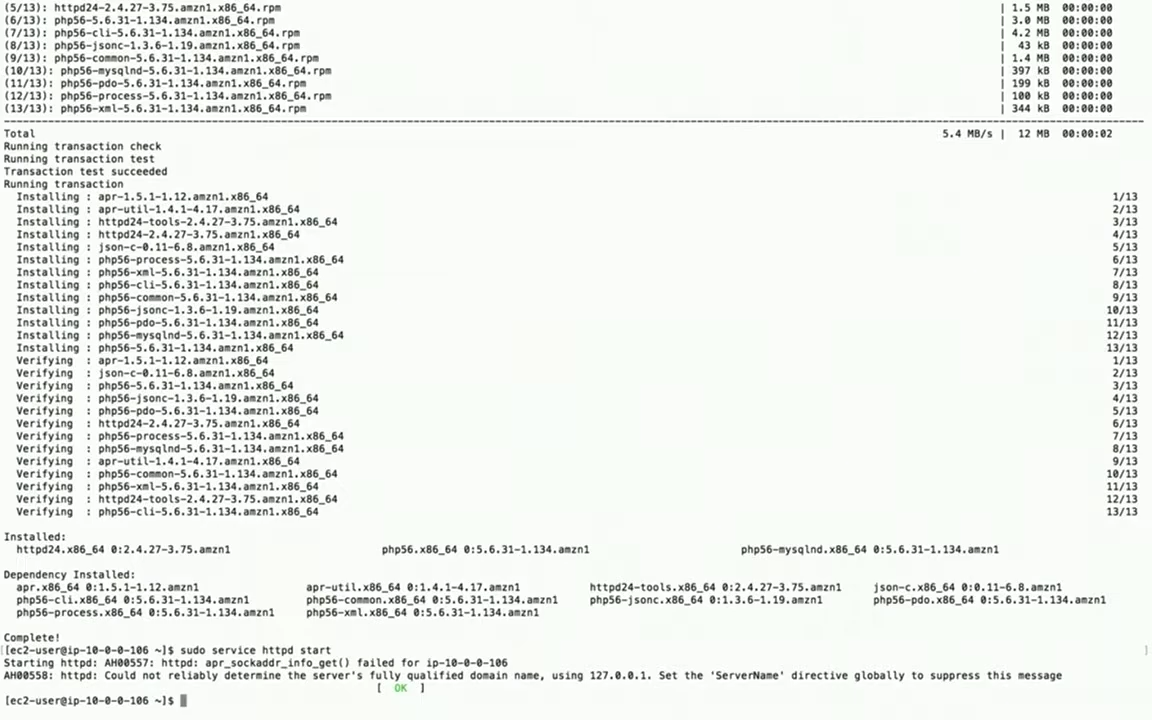 (5/13): httpd24-2.4.27-3.75.amzn1.x86_64.rpm | 1.5 MB 00:00:00
(6/13): php56-5.6.31-1.134.amzn1.x86_64.rpm | 3.0 MB 00:00:00
(7/13): php56-cli-5.6.31-1.134.amzn1.x86_64.rpm | 4.2 MB 00:00:00
(8/13): php56-jsonc-1.3.6-1.19.amzn1.x86_64.rpm | 43 kB 00:00:00
(9/13): php56-common-5.6.31-1.134.amzn1.x86_64.rpm | 1.4 MB 00:00:00
(10/13): php56-mysqlnd-5.6.31-1.134.amzn1.x86_64.rpm | 397 kB 00:00:00
(11/13): php56-pdo-5.6.31-1.134.amzn1.x86_64.rpm | 199 kB 00:00:00
(12/13): php56-process-5.6.31-1.134.amzn1.x86_64.rpm | 100 kB 00:00:00
(13/13): php56-xml-5.6.31-1.134.amzn1.x86_64.rpm | 344 kB 00:00:00
Total 5.4 MB/s | 12 MB 00:00:02
Running transaction check
Running transaction test
Transaction test succeeded
Running transaction
Installing : apr-1.5.1-1.12.amzn1.x86_64 1/13
Installing : apr-util-1.4.1-4.17.amzn1.x86_64 2/13
Installing : httpd24-tools-2.4.27-3.75.amzn1.x86_64 3/13
Installing : httpd24-2.4.27-3.75.amzn1.x86_64 4/13
Installing : json-c-0.11-6.8.amzn1.x86_64 5/13
Installing : php56-process-5.6.31-1.134.amzn1.x86_64 6/13
Installing : php56-xml-5.6.31-1.134.amzn1.x86_64 7/13
Installing : php56-cli-5.6.31-1.134.amzn1.x86_64 8/13
Installing : php56-common-5.6.31-1.134.amzn1.x86_64 9/13
Installing : php56-jsonc-1.3.6-1.19.amzn1.x86_64 10/13
Installing : php56-pdo-5.6.31-1.134.amzn1.x86_64 11/13
Installing : php56-mysqlnd-5.6.31-1.134.amzn1.x86_64 12/13
Installing : php56-5.6.31-1.134.amzn1.x86_64 13/13
Verifying : apr-1.5.1-1.12.amzn1.x86_64 1/13
Verifying : json-c-0.11-6.8.amzn1.x86_64 2/13
Verifying : php56-5.6.31-1.134.amzn1.x86_64 3/13
Verifying : php56-jsonc-1.3.6-1.19.amzn1.x86_64 4/13
Verifying : php56-pdo-5.6.31-1.134.amzn1.x86_64 5/13
Verifying : httpd24-2.4.27-3.75.amzn1.x86_64 6/13
Verifying : php56-process-5.6.31-1.134.amzn1.x86_64 7/13
Verifying : php56-mysqlnd-5.6.31-1.134.amzn1.x86_64 8/13
Verifying : apr-util-1.4.1-4.17.amzn1.x86_64 9/13
Verifying : php56-common-5.6.31-1.134.amzn1.x86_64 10/13
Verifying : php56-xml-5.6.31-1.134.amzn1.x86_64 11/13
Verifying : httpd24-tools-2.4.27-3.75.amzn1.x86_64 12/13
Verifying : php56-cli-5.6.31-1.134.amzn1.x86_64 13/13
Installed:
httpd24.x86_64 0:2.4.27-3.75.amzn1 php56.x86_64 0:5.6.31-1.134.amzn1 php56-mysqlnd.x86_64 0:5.6.31-1.134.amzn1
Dependency Installed:
apr.x86_64 0:1.5.1-1.12.amzn1 apr-util.x86_64 0:1.4.1-4.17.amzn1 httpd24-tools.x86_64 0:2.4.27-3.75.amzn1 json-c.x86_64 0:0.11-6.8.amzn1
php56-cli.x86_64 0:5.6.31-1.134.amzn1 php56-common.x86_64 0:5.6.31-1.134.amzn1 php56-jsonc.x86_64 0:1.3.6-1.19.amzn1 php56-pdo.x86_64 0:5.6.31-1.134.amzn1
php56-process.x86_64 0:5.6.31-1.134.amzn1 php56-xml.x86_64 0:5.6.31-1.134.amzn1
Complete!
[ec2-user@ip-10-0-0-106 ~]$ sudo service httpd start
Starting httpd: AH00557: httpd: apr_sockaddr_info_get() failed for ip-10-0-0-106
AH00558: httpd: Could not reliably determine the server's fully qualified domain name, using 127.0.0.1. Set the 'ServerName' directive globally to suppress this message
[ OK ]
[ec2-user@ip-10-0-0-106 ~]$